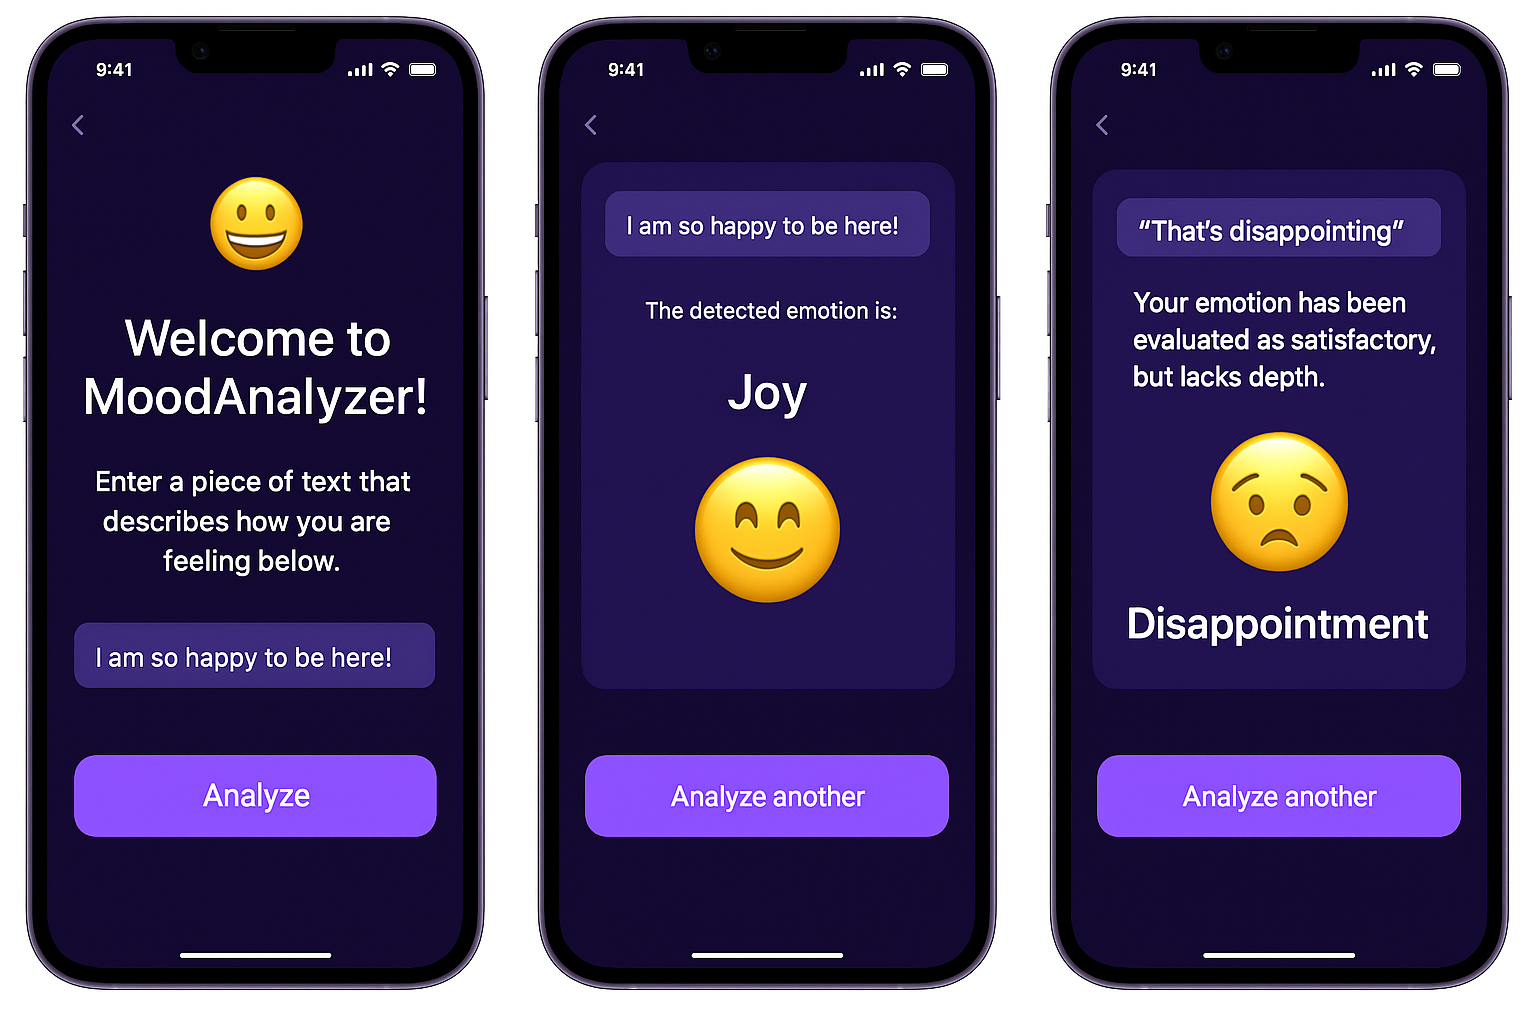 9:41
Welcome to
MoodAnalyzer!
Enter a piece of text that
describes how you are
feeling below.
I am so happy to be here!
Analyze
9:41
I am so happy to be here!
The detected emotion is:
Joy
Analyze another
9:41
“That’s disappointing“
Your emotion has been
evaluated as satisfactory,
but lacks depth.
Disappointment
Analyze another